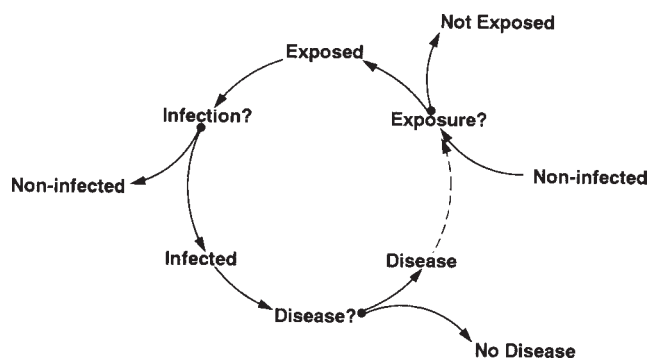 Not Exposed
Exposed
Infection?
Exposure?
Non-infected
Non-infected
Infected
Disease
Disease?
No Disease